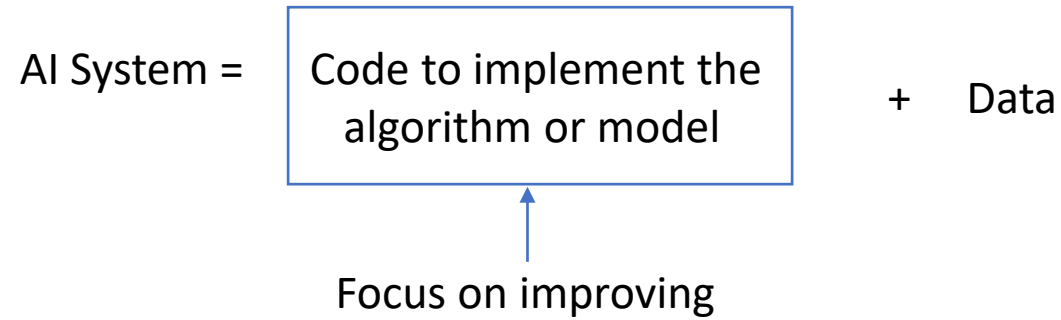 AI System =
Code to implement the
algorithm or model
+ Data
Focus on improving